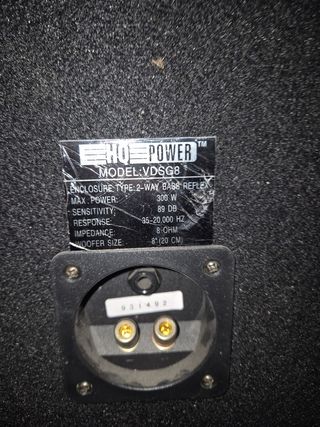 HQ POWER™
MODEL:VDSG8
ENCLOSURE TYPE: 2-WAY BASS REFLEX
MAX. POWER: 300 W
SENSITIVITY: 89 DB
RESPONSE: 35-20,000 HZ
IMPEDANCE: 8 OHM
WOOFER SIZE: 8" (20 CM)
931492